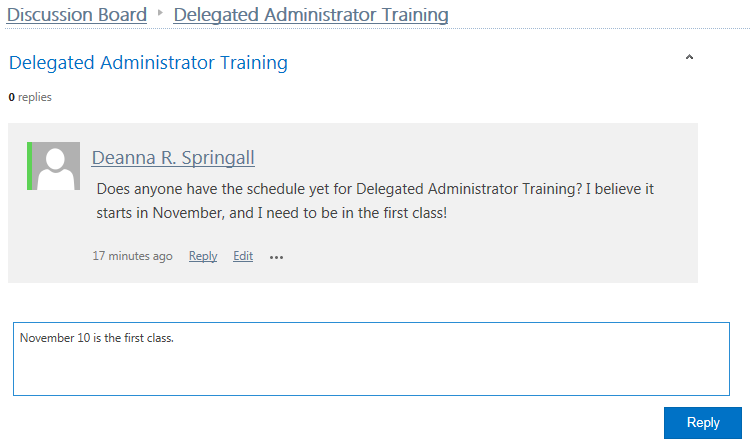 Discussion Board ▸ Delegated Administrator Training
Delegated Administrator Training
0 replies
Deanna R. Springall
Does anyone have the schedule yet for Delegated Administrator Training? I believe it
starts in November, and I need to be in the first class!
17 minutes ago Reply Edit •••
November 10 is the first class.
Reply